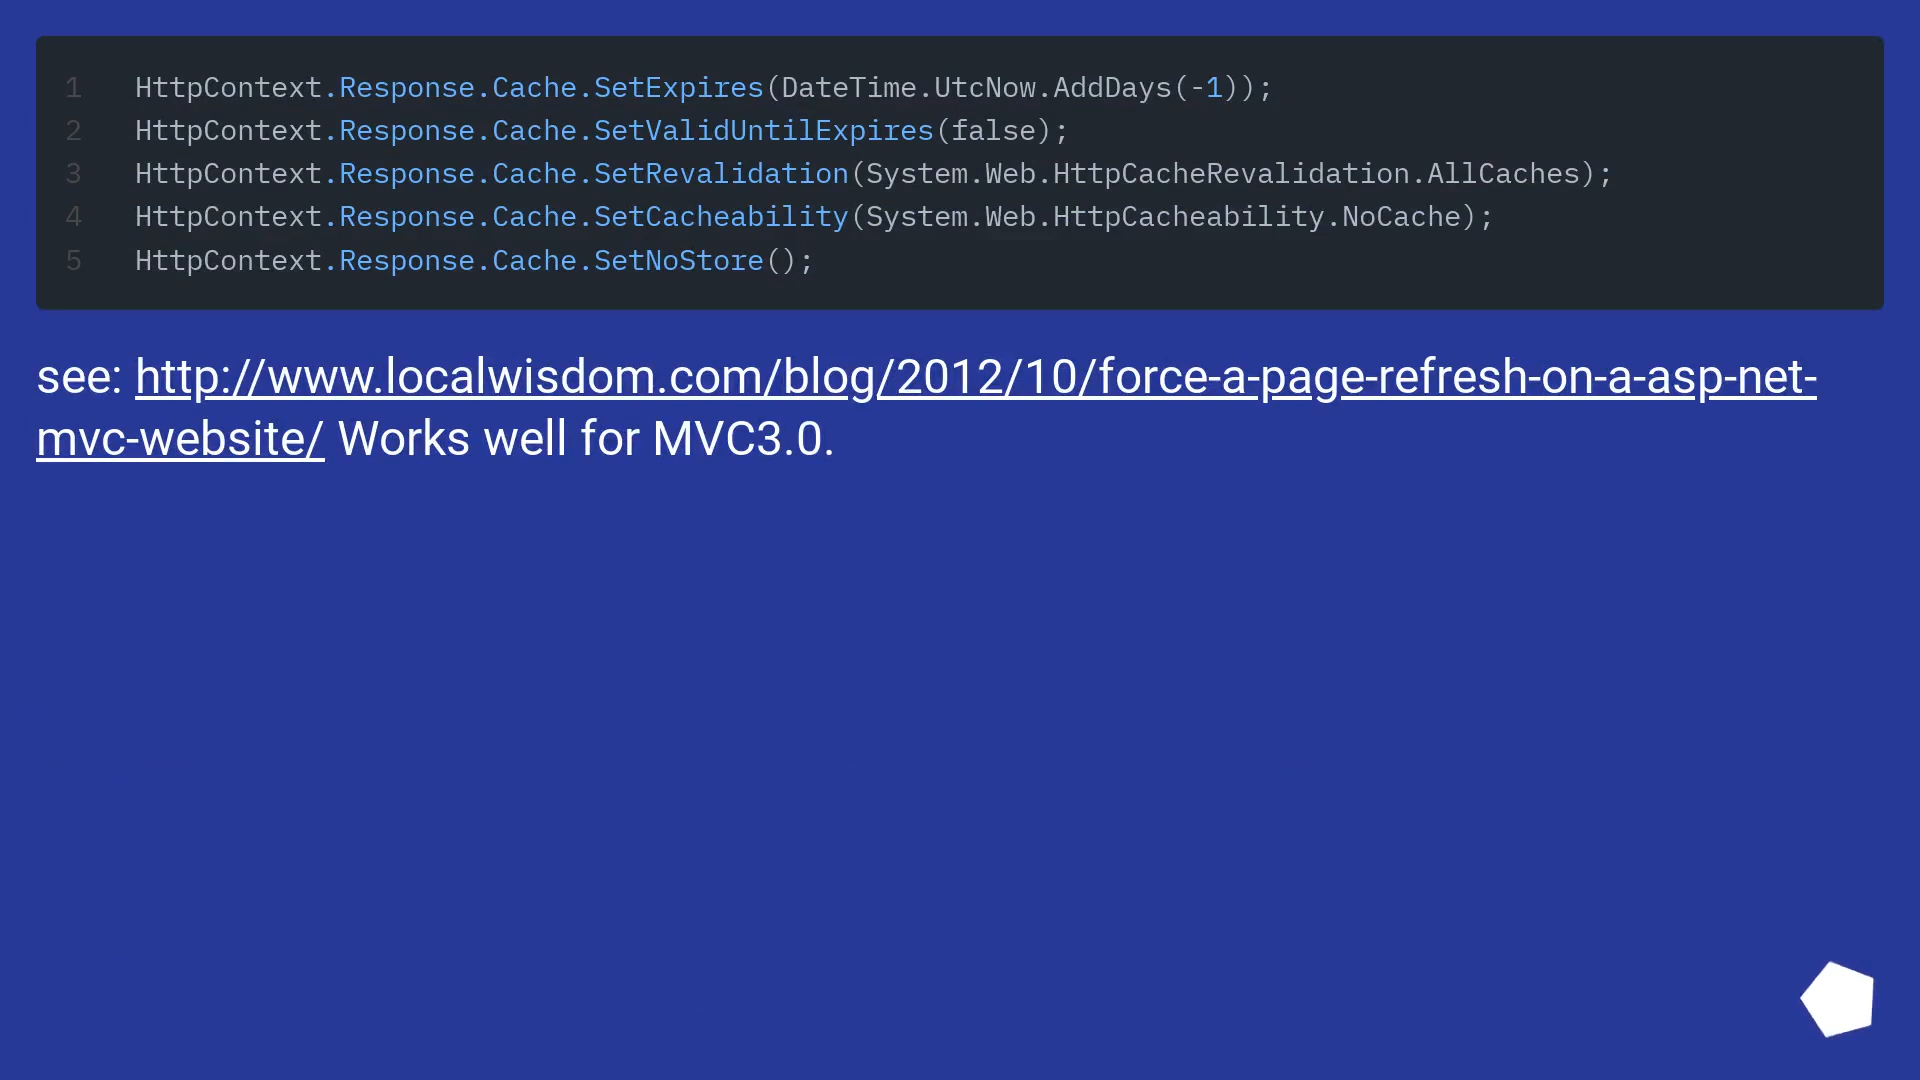 1 HttpContext.Response.Cache.SetExpires(DateTime.UtcNow.AddDays(-1));
2 HttpContext.Response.Cache.SetValidUntilExpires(false);
3 HttpContext.Response.Cache.SetRevalidation(System.Web.HttpCacheRevalidation.AllCaches);
4 HttpContext.Response.Cache.SetCacheability(System.Web.HttpCacheability.NoCache);
5 HttpContext.Response.Cache.SetNoStore();
see: http://www.localwisdom.com/blog/2012/10/force-a-page-refresh-on-a-asp-net-
mvc-website/ Works well for MVC3.0.